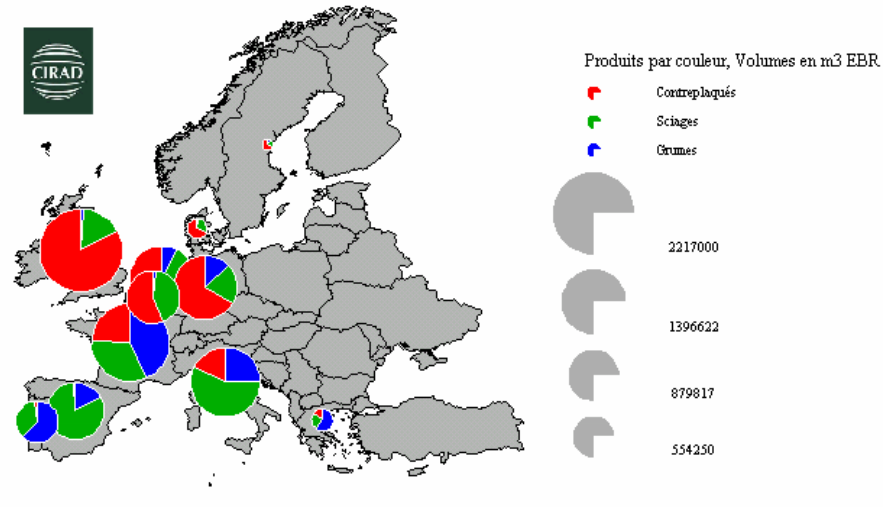 CIRAD
Produits par couleur, Volumes en m3 EBR
Contreplaqués
Sciages
Grumes
2217000
1396622
879817
554250